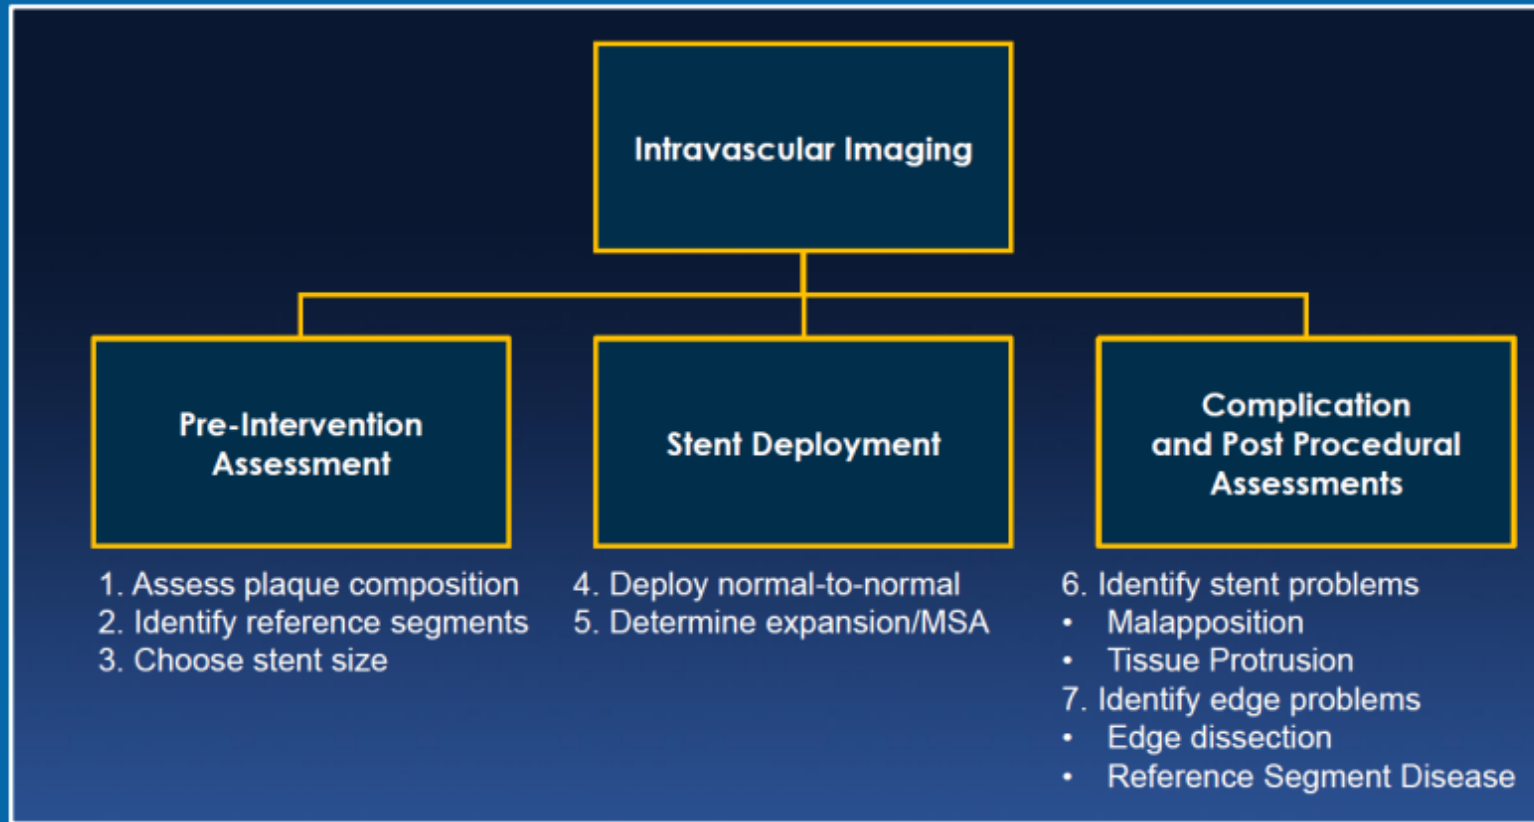 Intravascular Imaging
Pre-Intervention
Assessment
1. Assess plaque composition
2. Identify reference segments
3. Choose stent size
Stent Deployment
4. Deploy normal-to-normal
5. Determine expansion/MSA
Complication
and Post Procedural
Assessments
6. Identify stent problems
• Malapposition
• Tissue Protrusion
7. Identify edge problems
• Edge dissection
• Reference Segment Disease